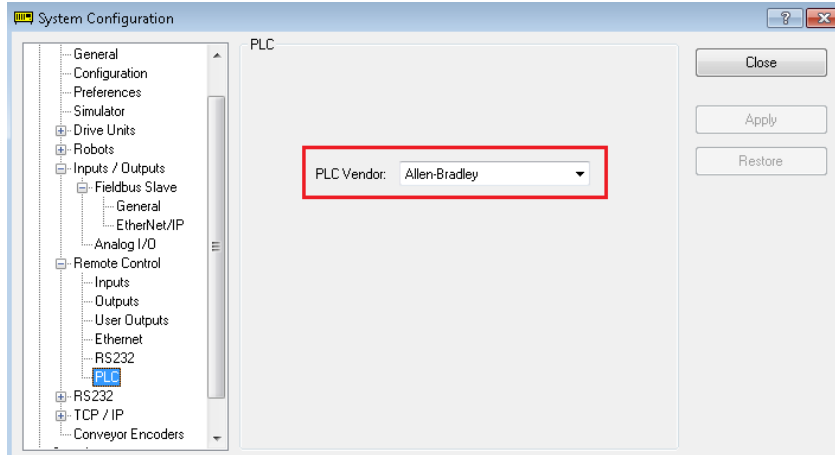 System Configuration
General
Configuration
Preferences
Simulator
Drive Units
Robots
Inputs / Outputs
Fieldbus Slave
General
EtherNet/IP
Analog I/O
Remote Control
Inputs
Outputs
User Outputs
Ethernet
RS232
PLC
RS232
TCP / IP
Conveyor Encoders
PLC
PLC Vendor: Allen-Bradley
Close
Apply
Restore